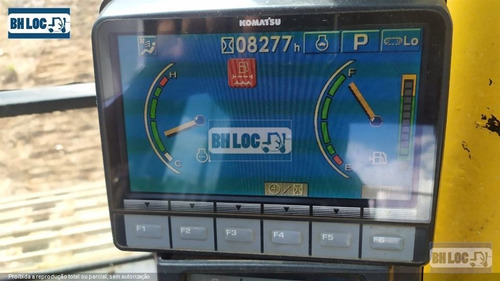 BH LOC
KOMATSU
08277h P Lo
H
F
C
E
BH LOC
F1 F2 F3 F4 F5 F6
BH LOC
Proibida a reprodução total ou parcial, sem autorização.